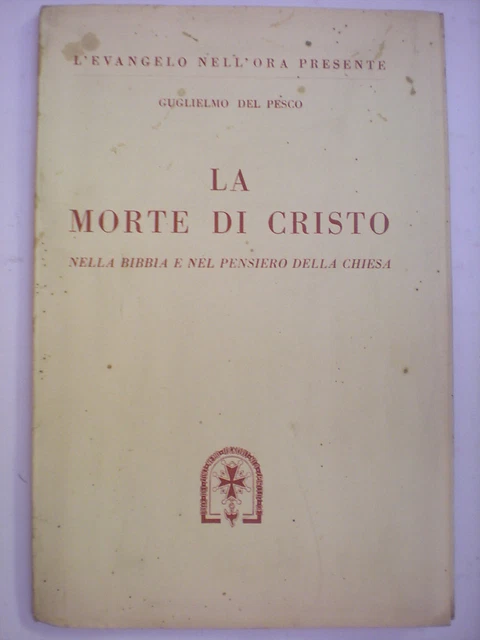 L'EVANGELO NELL'ORA PRESENTE
GUGLIELMO DEL PESCO
LA
MORTE DI CRISTO
NELLA BIBBIA E NEL PENSIERO DELLA CHIESA